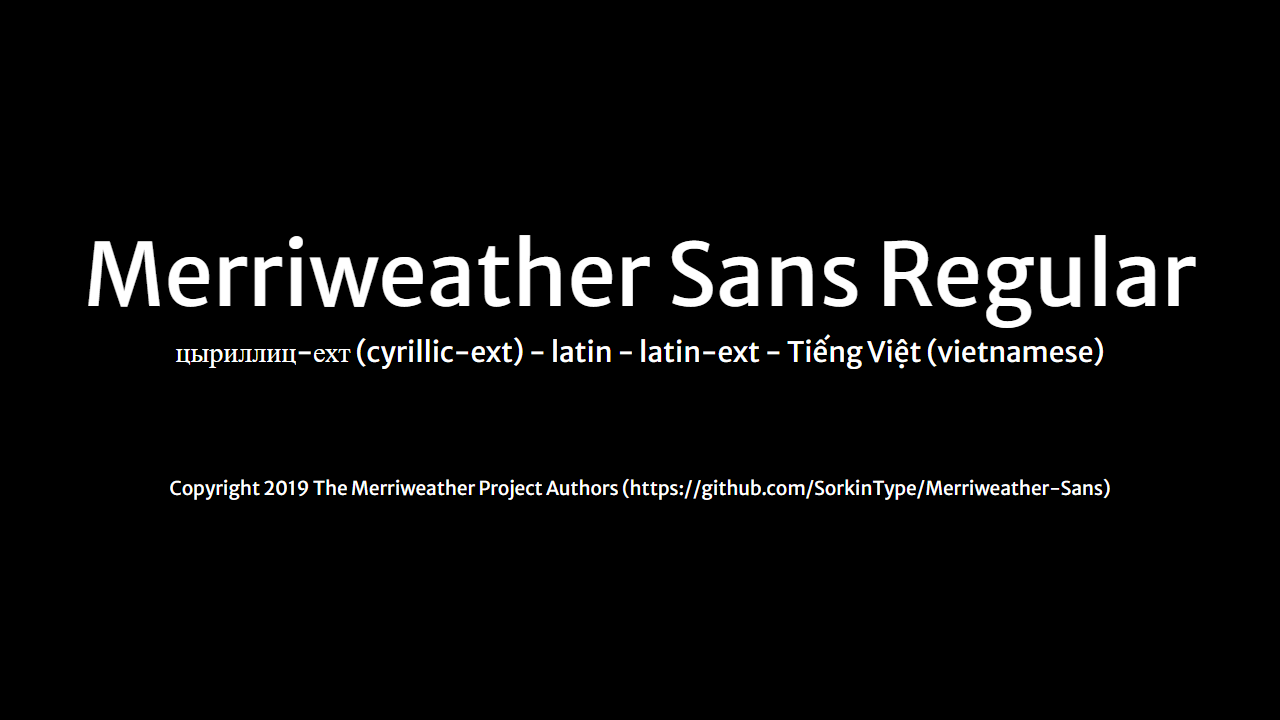 Merriweather Sans Regular
цыриллиц-ехт (cyrillic-ext) - latin - latin-ext - Tiếng Việt (vietnamese)
Copyright 2019 The Merriweather Project Authors (https://github.com/SorkinType/Merriweather-Sans)